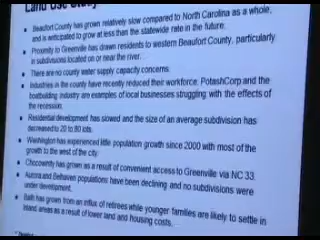 Land Use Study
• Beaufort County has grown relatively slow compared to North Carolina as a whole,
and is anticipated to grow at less than the statewide rate in the future.
• Proximity to Greenville has drawn residents to western Beaufort County, particularly
in subdivisions located on or near the river…
• There are no county water supply capacity concerns.
• Industries in the county have recently reduced their workforce. PotashCorp and the
boatbuilding industry are examples of local businesses struggling with the effects of
the recession.
• Residential development has slowed and the size of an average subdivision has
decreased to 20 to 80 lots.
• Washington has experienced little population growth since 2000 with most of the
growth to the west of the city.
• Chocowinity has grown as a result of convenient access to Greenville via NC 33.
• Aurora and Belhaven populations have been declining and no subdivisions were
under development.
• Bath has grown from an influx of retirees while younger families are likely to settle in
inland areas as a result of lower land and housing costs…